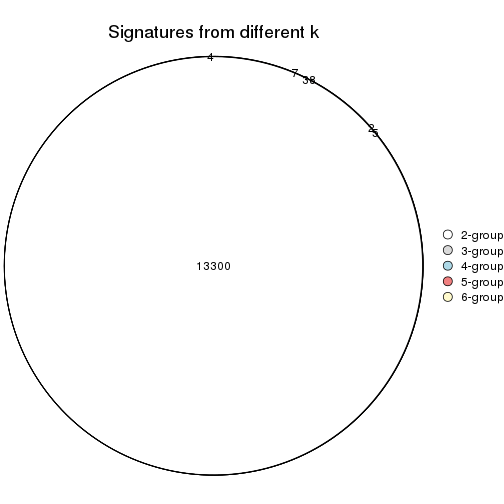 Signatures from different k
4
7
38
2
5
13300
2-group
3-group
4-group
5-group
6-group